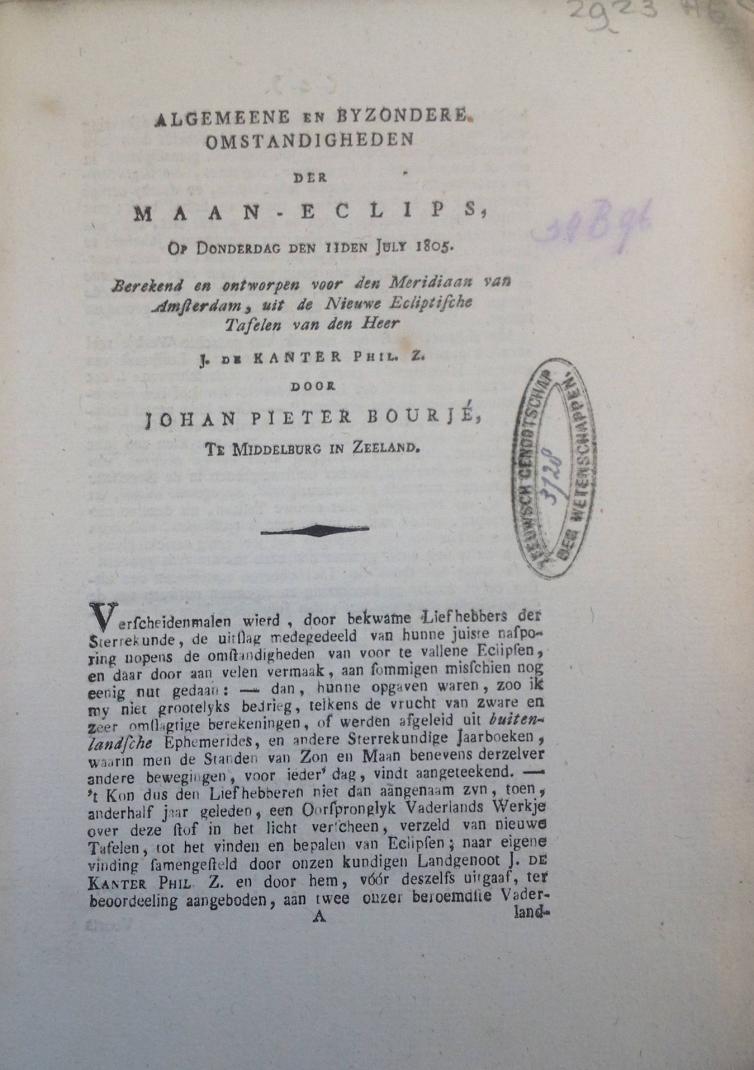 2923 A6
ALGEMEENE EN BYZONDERE
OMSTANDIGHEDEN
DER
MAAN-ECLIPS,
OP DONDERDAG DEN 11DEN JULY 1805.
Berekend en ontworpen voor den Meridiaan van
Amſterdam, uit de Nieuwe Ecliptiſche
Tafelen van den Heer
J. DE KANTER PHIL. Z.
DOOR
JOHAN PIETER BOURJÉ,
TE MIDDELBURG IN ZEELAND.
ZEEUWSCH GENOOTSCHAP
DER WETENSCHAPPEN.
3728
Verſcheidenmalen wierd, door bekwame Liefhebbers der
Sterrekunde, de uitſlag medegedeeld van hunne juiste naſpo-
ring nopens de omſtandigheden van voor te vallene Eclipſen,
en daar door aan velen vermaak, aan ſommigen misſchien nog
eenig nut gedaan: — dan, hunne opgaven waren, zoo ik
my niet grootelyks bedrieg, telkens de vrucht van zware en
zeer omſlagtige berekeningen, of werden afgeleid uit buiten-
landſche Ephemerides, en andere Sterrekundige Jaarboeken,
waarin men de Standen van Zon en Maan benevens derzelver
andere bewegingen, voor ieder' dag, vindt aangeteekend. —
't Kon dus den Liefhebberen niet dan aangenaam zyn, toen,
anderhalf jaar geleden, een Oorſpronglyk Vaderlands Werkje
over deze ſtof in het licht verſcheen, verzeld van nieuwe
Tafelen, tot het vinden en bepalen van Eclipſen; naar eigene
vinding ſamengeſteld door onzen kundigen Landgenoot J. DE
KANTER PHIL. Z. en door hem, vóór deszelfs uitgaaf, ter
beoordeeling aangeboden, aan twee onzer beroemdſte Vader-
A land-